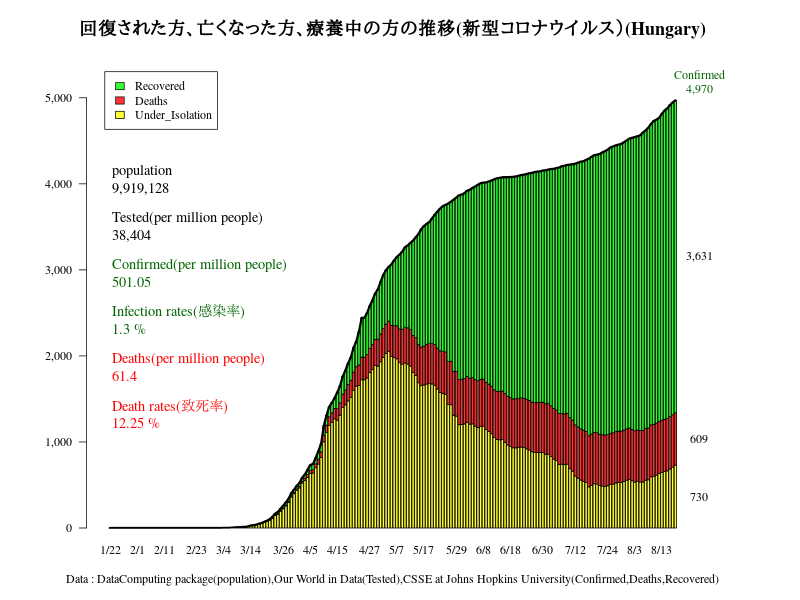 回復された方、亡くなった方、療養中の方の推移(新型コロナウイルス）(Hungary)
Confirmed
4,970
Recovered
Deaths
Under_Isolation
5,000
4,000
3,000
2,000
1,000
0
population
9,919,128
Tested(per million people)
38,404
Confirmed(per million people)
501.05
Infection rates(感染率)
1.3 %
Deaths(per million people)
61.4
Death rates(致死率)
12.25 %
3,631
609
730
1/22 2/1 2/11 2/23 3/4 3/14 3/26 4/5 4/15 4/27 5/7 5/17 5/29 6/8 6/18 6/30 7/12 7/24 8/3 8/13
Data : DataComputing package(population),Our World in Data(Tested),CSSE at Johns Hopkins University(Confirmed,Deaths,Recovered)